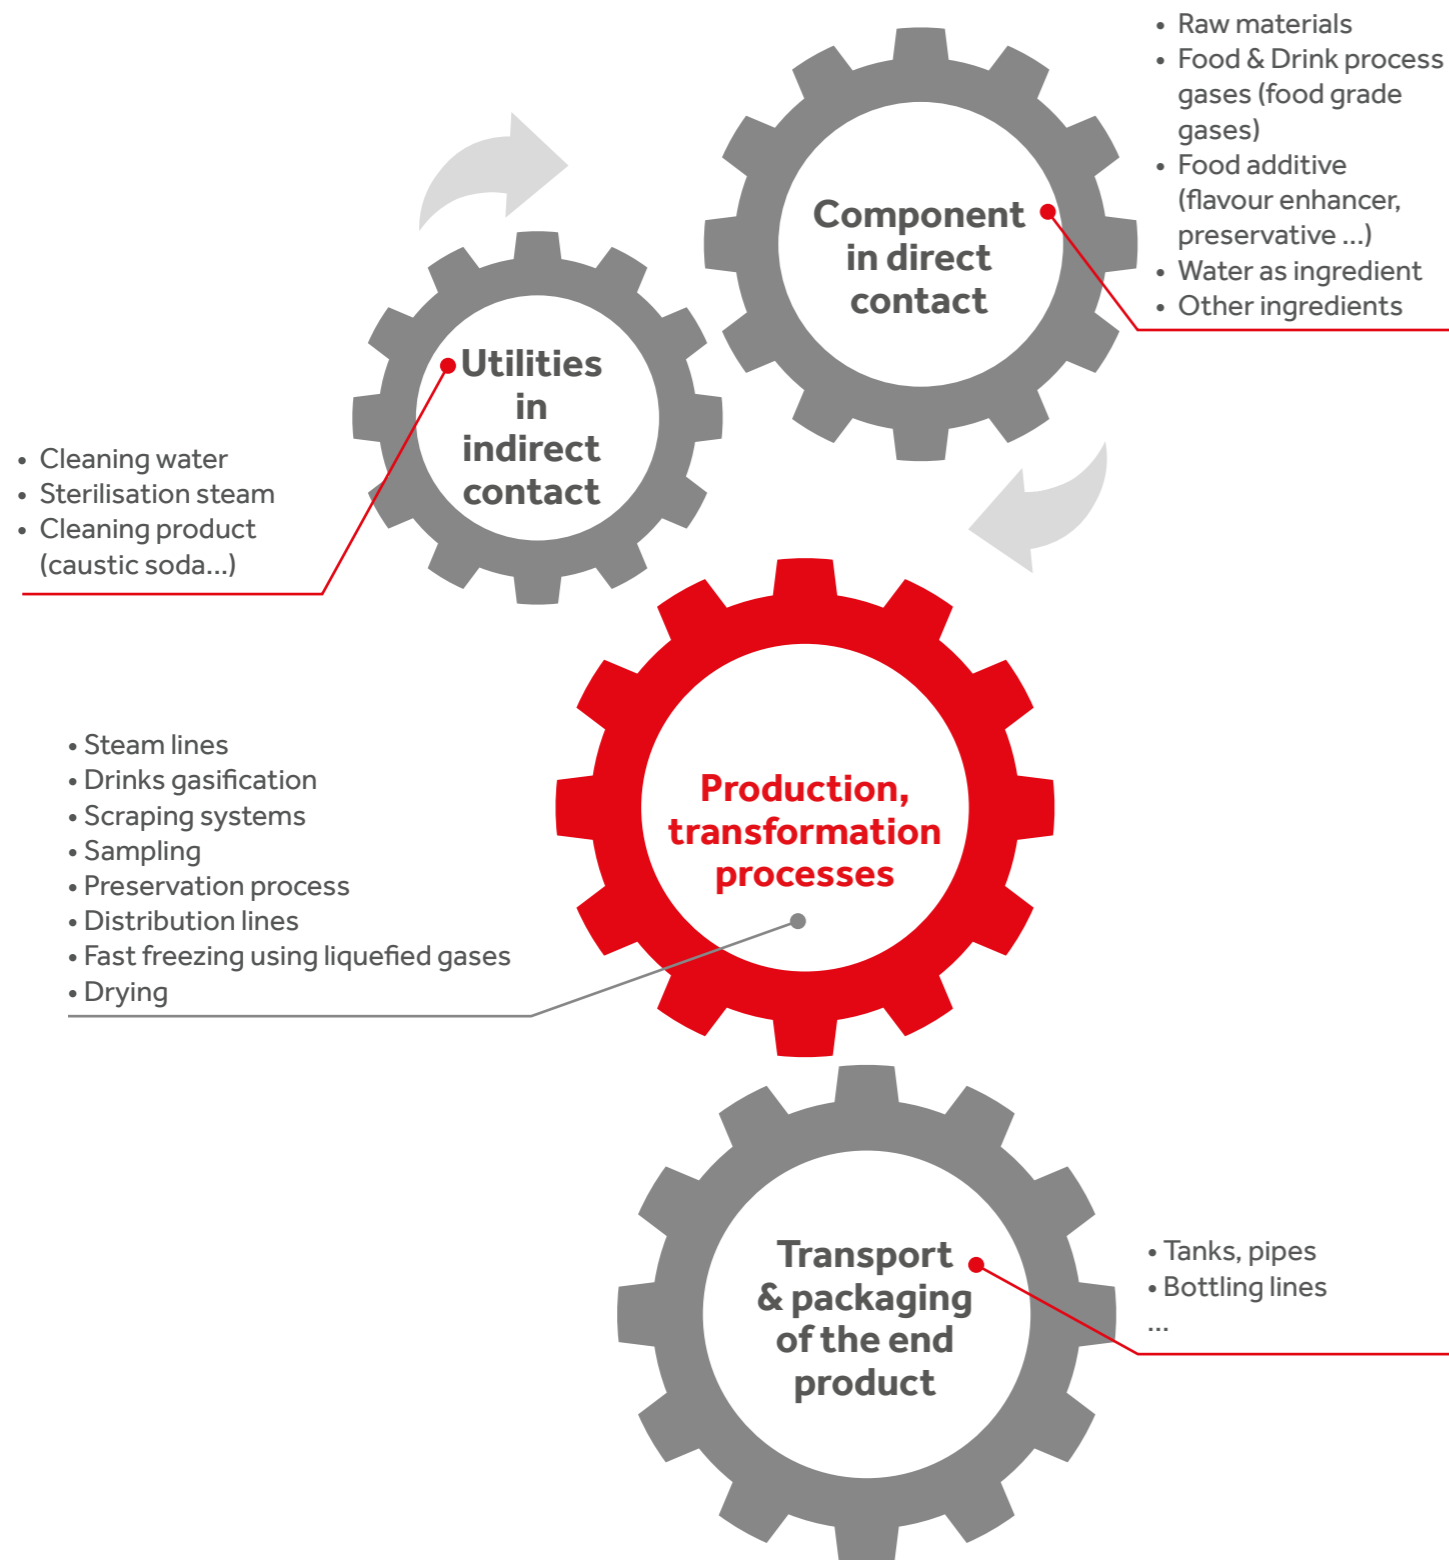 • Raw materials
• Food & Drink process
gases (food grade
gases)
• Food additive
(flavour enhancer,
preservative ...)
• Water as ingredient
• Other ingredients
Component
in direct
contact
Utilities
in
indirect
contact
• Cleaning water
• Sterilisation steam
• Cleaning product
(caustic soda...)
• Steam lines
• Drinks gasification
• Scraping systems
• Sampling
• Preservation process
• Distribution lines
• Fast freezing using liquefied gases
• Drying
Production,
transformation
processes
Transport
& packaging
of the end
product
• Tanks, pipes
• Bottling lines
...